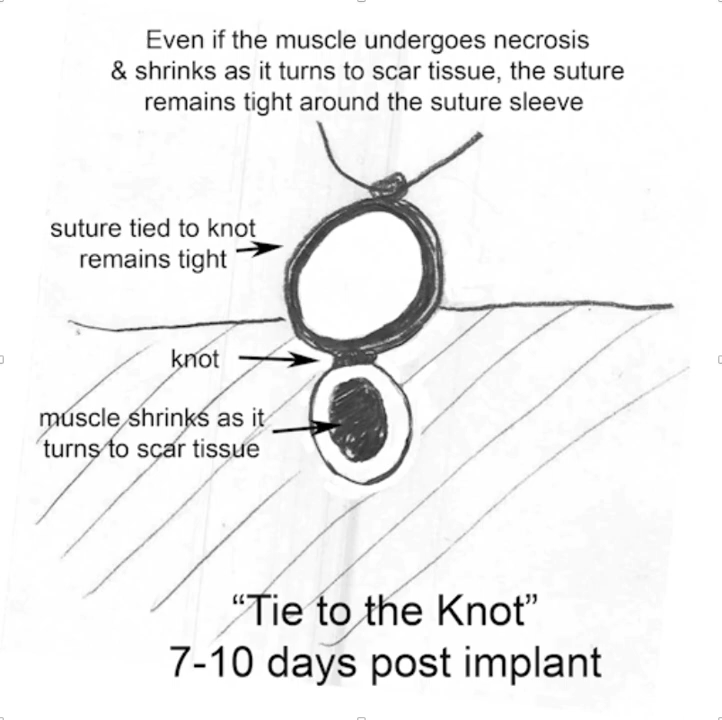 Even if the muscle undergoes necrosis
& shrinks as it turns to scar tissue, the suture
remains tight around the suture sleeve
suture tied to knot
remains tight
knot
muscle shrinks as it
turns to scar tissue
“Tie to the Knot”
7-10 days post implant